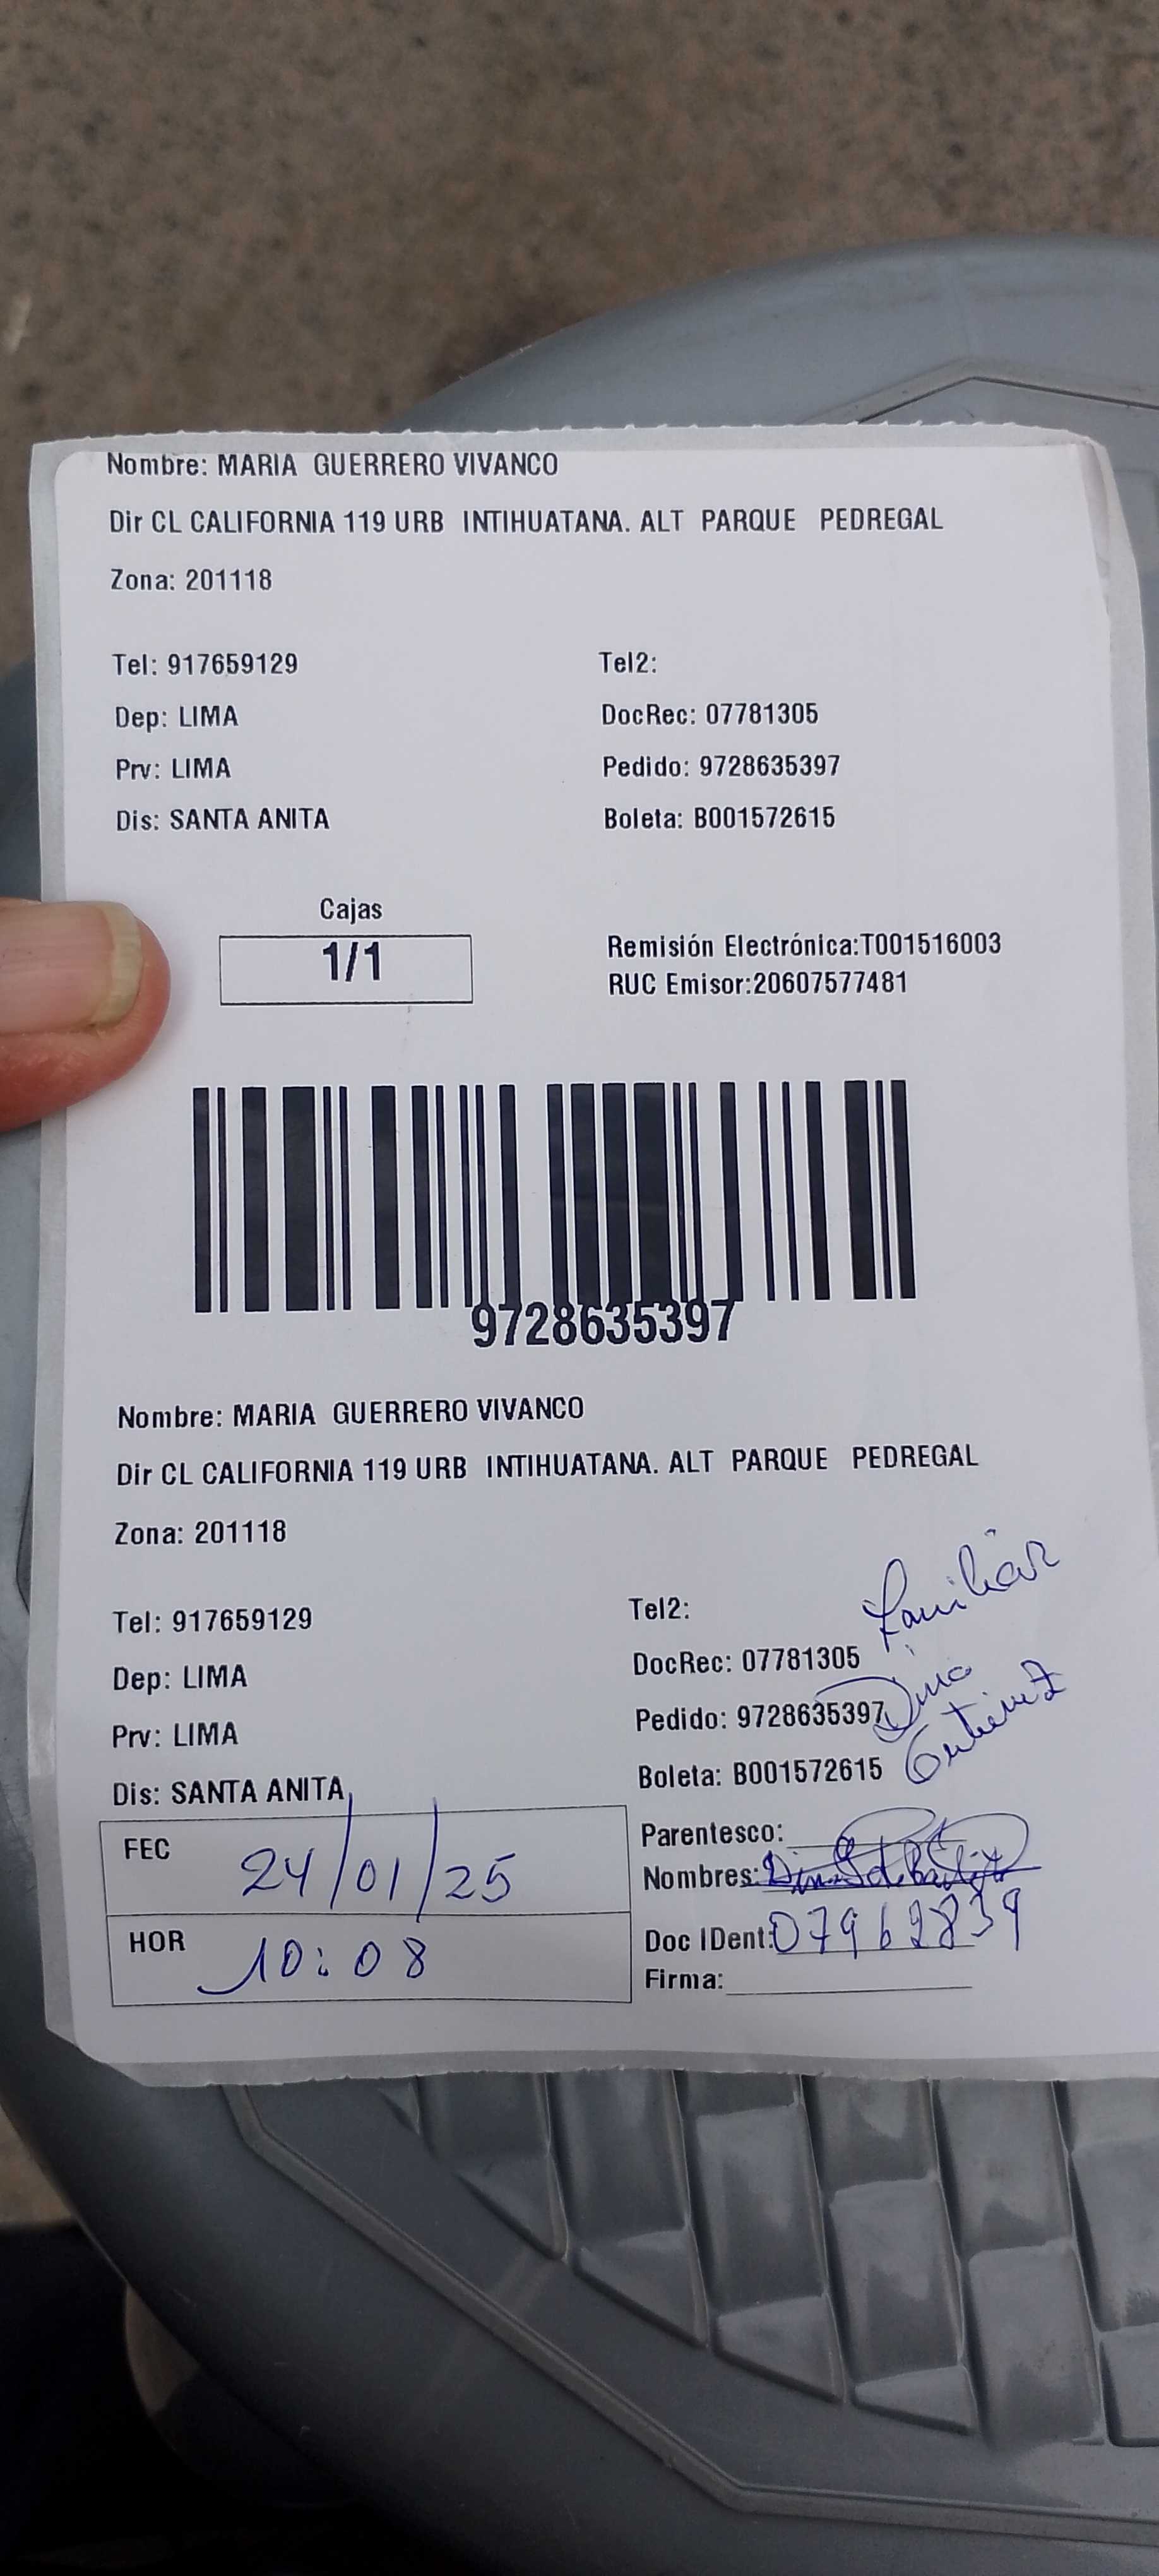 Nombre: MARIA GUERRERO VIVANCO
Dir CL CALIFORNIA 119 URB INTIHUATANA. ALT PARQUE PEDREGAL
Zona: 201118
Tel: 917659129 Tel2:
Dep: LIMA DocRec: 07781305
Prv: LIMA Pedido: 9728635397
Dis: SANTA ANITA Boleta: B001572615
Cajas
1/1
Remisión Electrónica:T001516003
RUC Emisor:20607577481
9728635397
Nombre: MARIA GUERRERO VIVANCO
Dir CL CALIFORNIA 119 URB INTIHUATANA. ALT PARQUE PEDREGAL
Zona: 201118
Familiar
Tel: 917659129 Tel2:
Dep: LIMA DocRec: 07781305
Prv: LIMA Pedido: 9728635397
Dis: SANTA ANITA Boleta: B001572615
FEC 24/01/25
HOR 10:08
Parentesco:
Nombres:
Doc IDent: 07962839
Firma: